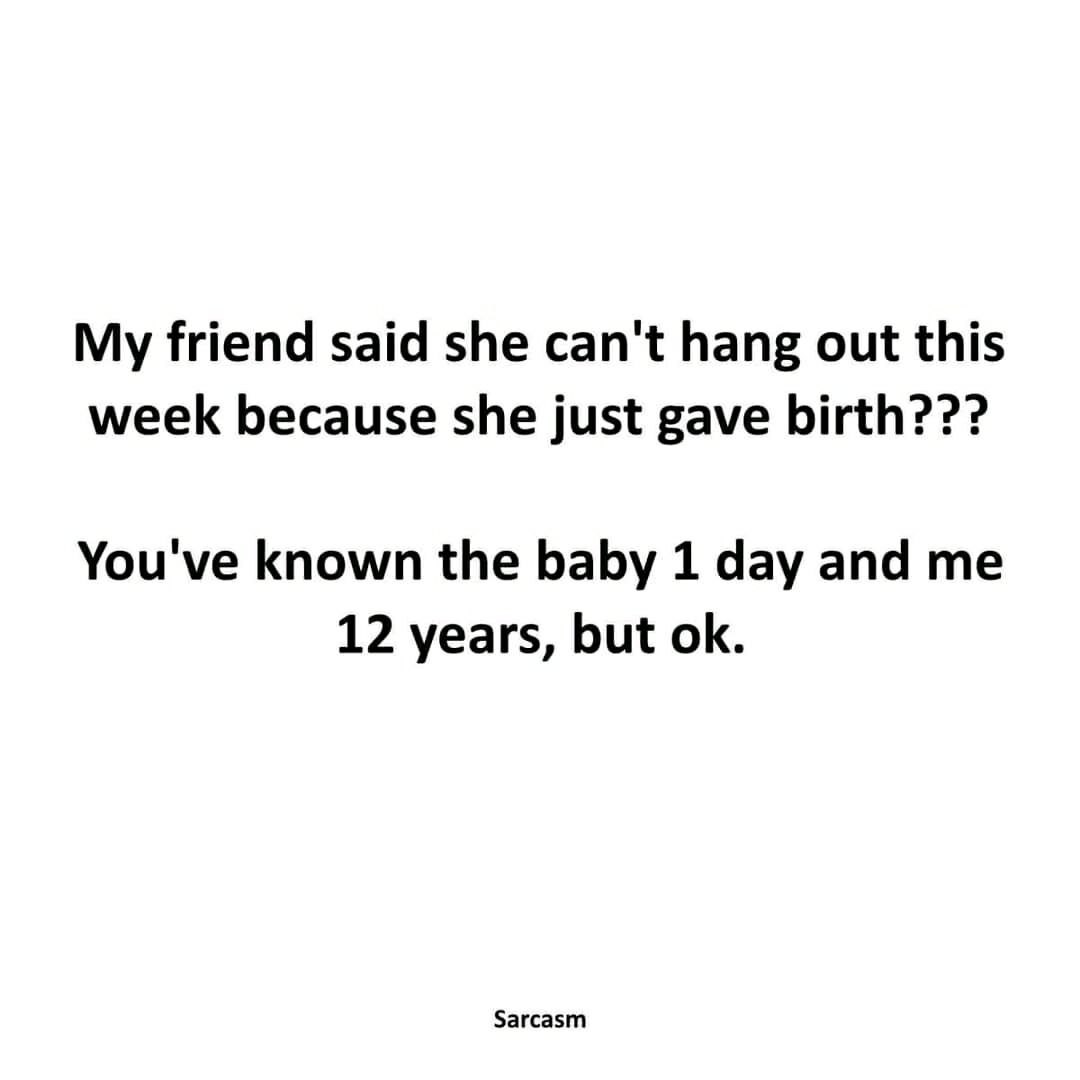 My friend said she can't hang out this
week because she just gave birth???
You've known the baby 1 day and me
12 years, but ok.
Sarcasm